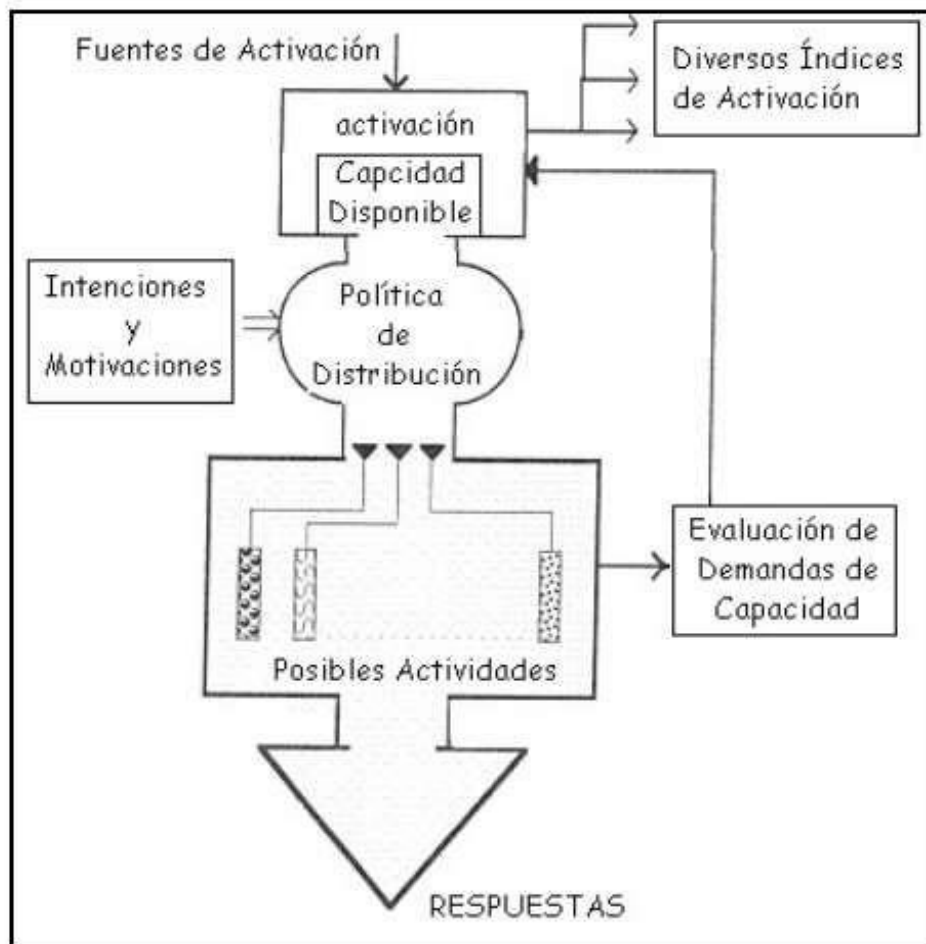 Fuentes de Activación
Diversos Índices
de Activación
activación
Capcidad
Disponible
Intenciones
y
Motivaciones
Política
de
Distribución
Evaluación de
Demandas de
Capacidad
Posibles Actividades
RESPUESTAS